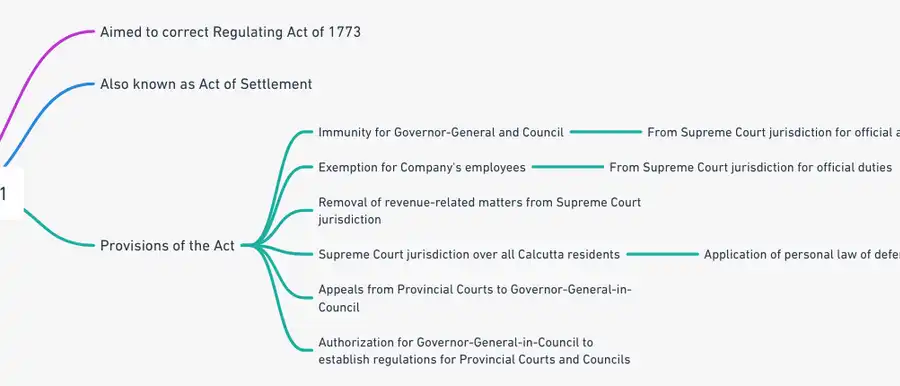 Aimed to correct Regulating Act of 1773
Also known as Act of Settlement
1
Provisions of the Act
Immunity for Governor-General and Council
From Supreme Court jurisdiction for official a
Exemption for Company's employees
From Supreme Court jurisdiction for official duties
Removal of revenue-related matters from Supreme Court
jurisdiction
Supreme Court jurisdiction over all Calcutta residents
Application of personal law of defe
Appeals from Provincial Courts to Governor-General-in-
Council
Authorization for Governor-General-in-Council to
establish regulations for Provincial Courts and Councils